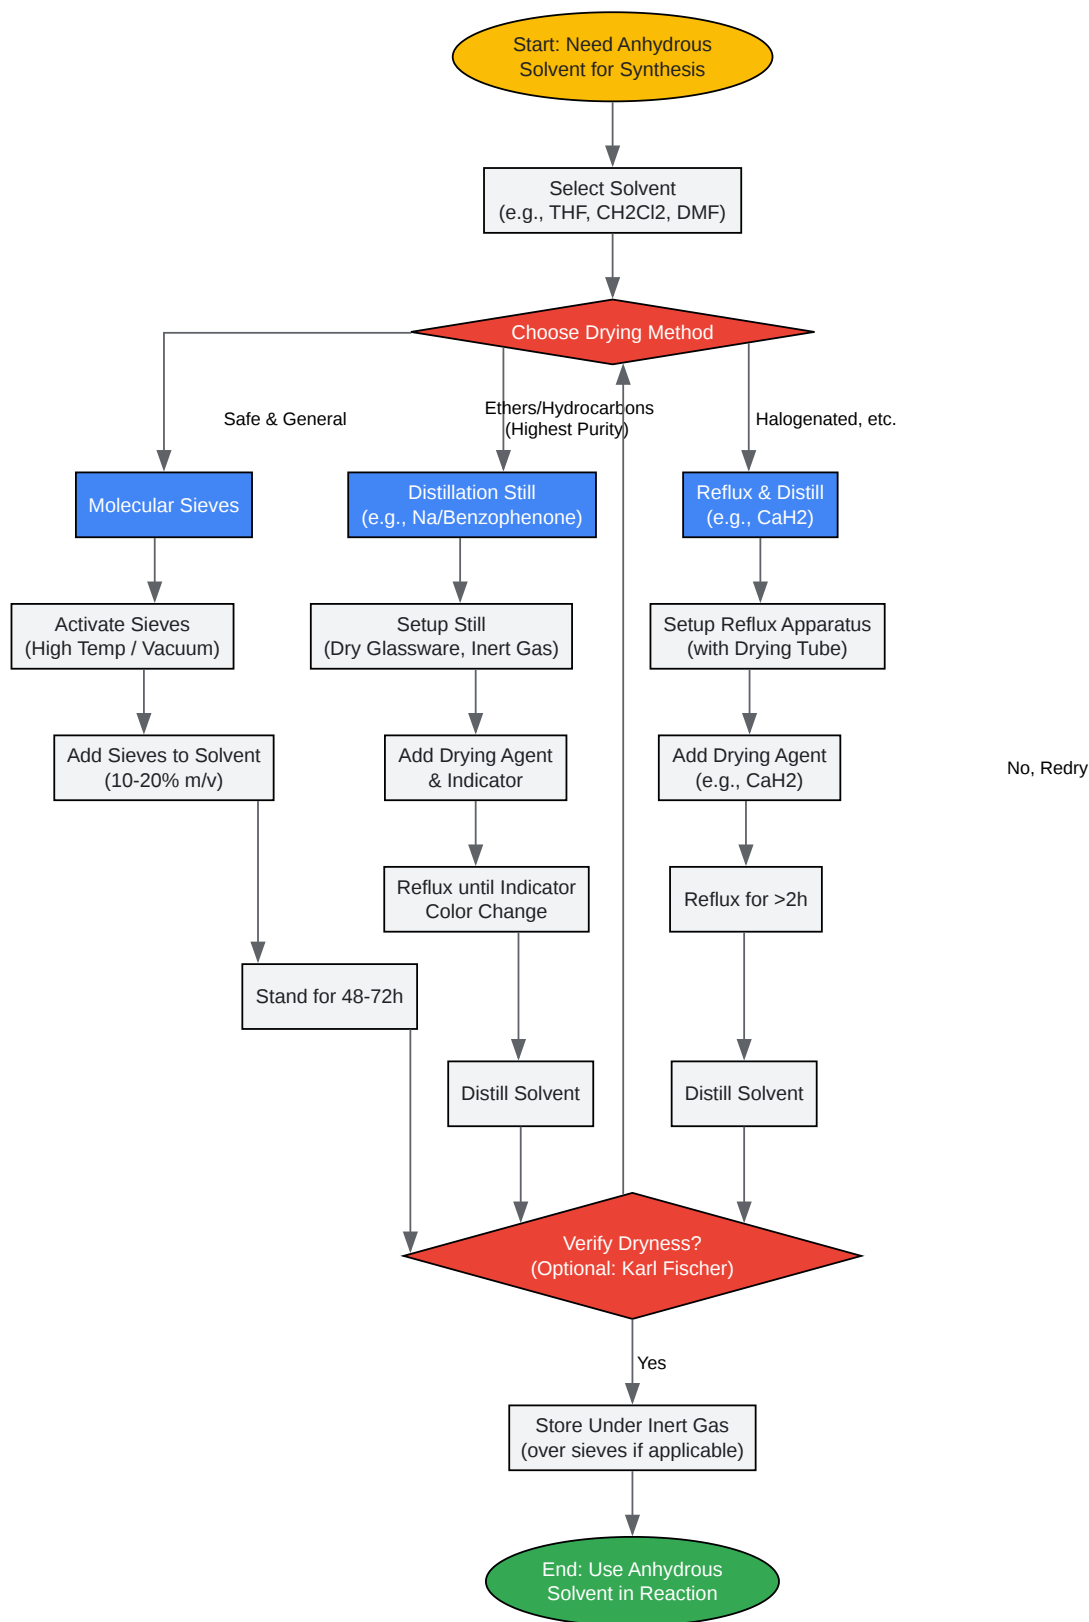 Start: Need Anhydrous
Solvent for Synthesis
Select Solvent
(e.g., THF, CH2Cl2, DMF)
Choose Drying Method
Safe & General
Ethers/Hydrocarbons
(Highest Purity)
Halogenated, etc.
Molecular Sieves
Distillation Still
(e.g., Na/Benzophenone)
Reflux & Distill
(e.g., CaH2)
Activate Sieves
(High Temp / Vacuum)
Setup Still
(Dry Glassware, Inert Gas)
Setup Reflux Apparatus
(with Drying Tube)
Add Sieves to Solvent
(10-20% m/v)
Add Drying Agent
& Indicator
Add Drying Agent
(e.g., CaH2)
No, Redry
Reflux until Indicator
Color Change
Reflux for >2h
Stand for 48-72h
Distill Solvent
Distill Solvent
Verify Dryness?
(Optional: Karl Fischer)
Yes
Store Under Inert Gas
(over sieves if applicable)
End: Use Anhydrous
Solvent in Reaction